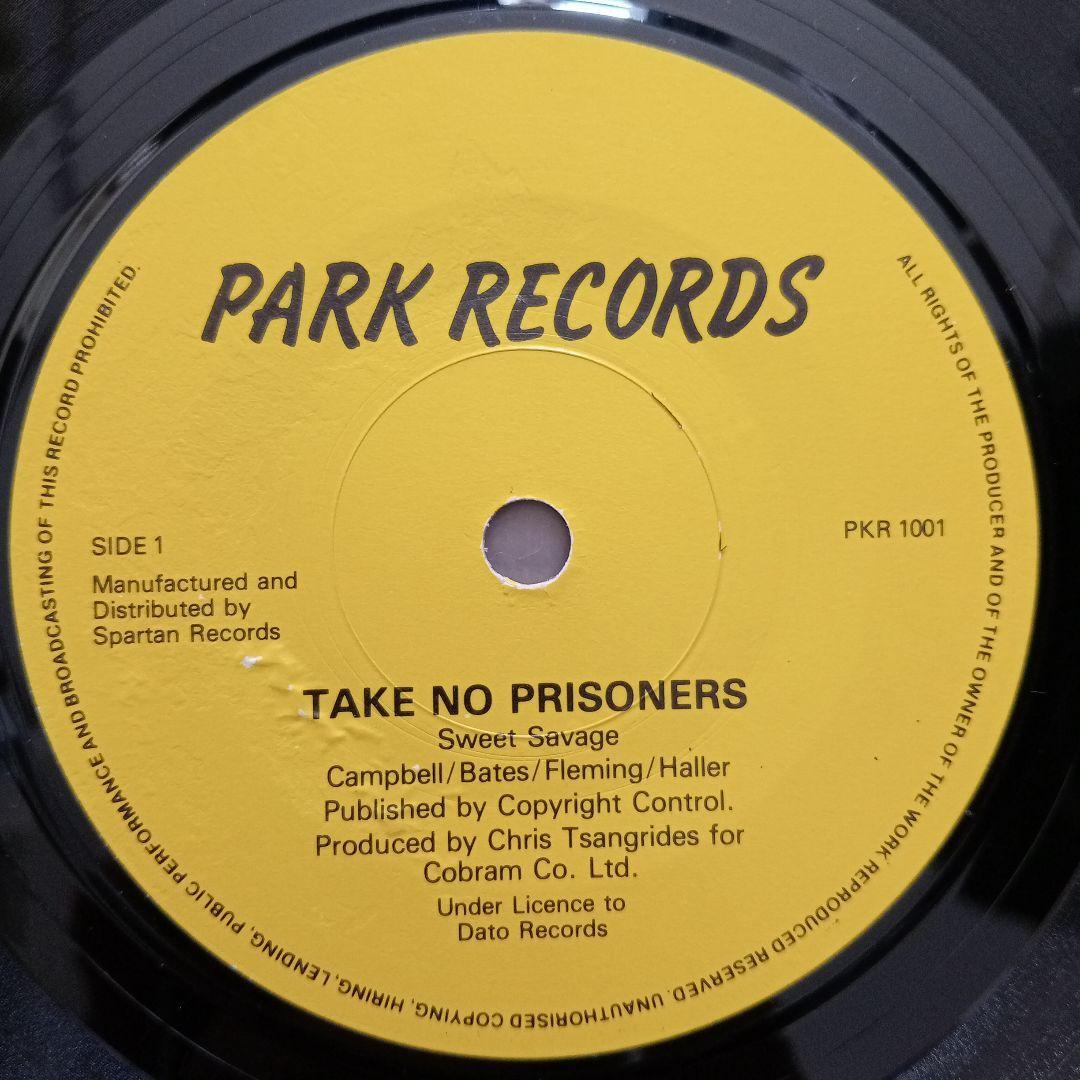 PARK RECORDS
SIDE 1
PKR 1001
Manufactured and
Distributed by
Spartan Records
TAKE NO PRISONERS
Sweet Savage
Campbell/Bates/Fleming/Haller
Published by Copyright Control.
Produced by Chris Tsangrides for
Cobram Co. Ltd.
Under Licence to
Dato Records
ALL RIGHTS OF THE PRODUCER AND OF THE OWNER OF THE WORK REPRODUCED RESERVED. UNAUTHORISED COPYING, HIRING, LENDING, PUBLIC PERFORMANCE AND BROADCASTING OF THIS RECORD PROHIBITED.